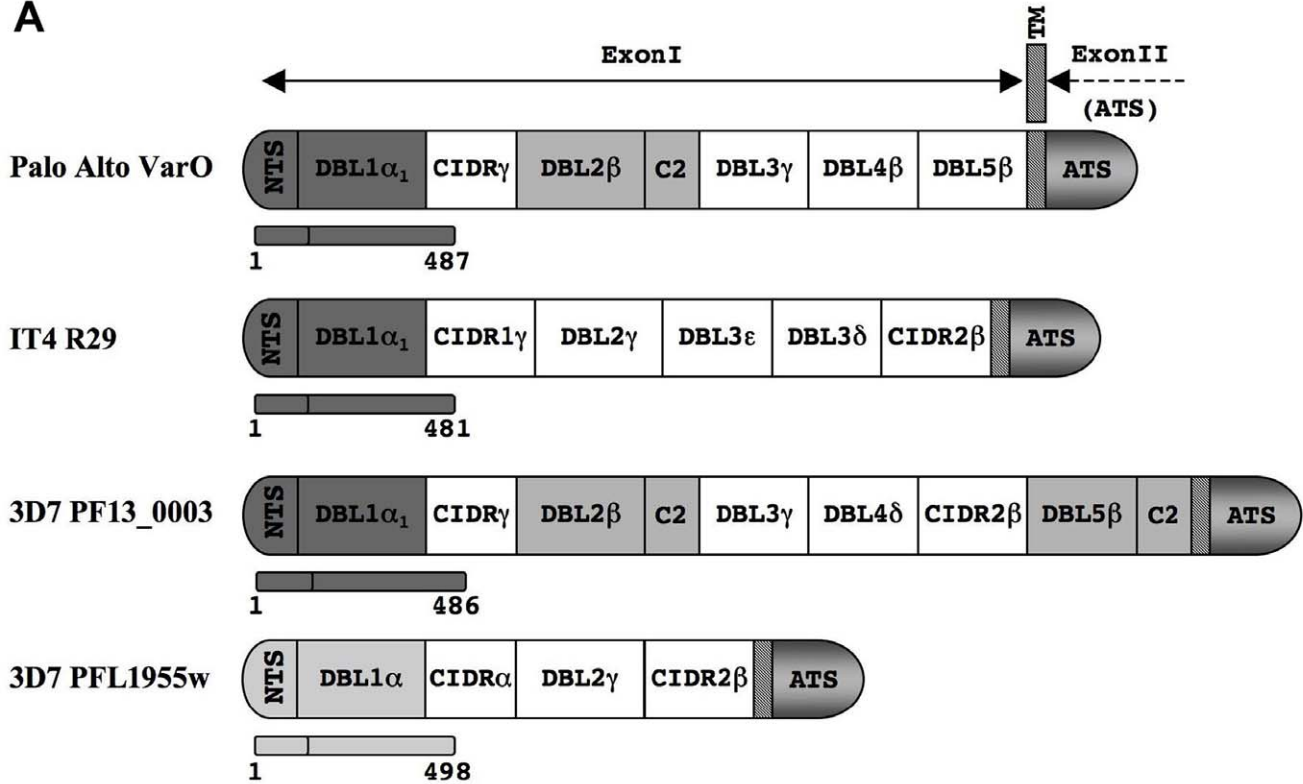 A
TM
ExonI
ExonII
(ATS)
Palo Alto VarO
NTS DBL1α₁ CIDRγ DBL2β C2 DBL3γ DBL4β DBL5β ATS
1 487
IT4 R29
NTS DBL1α₁ CIDR1γ DBL2γ DBL3ε DBL3δ CIDR2β ATS
1 481
3D7 PF13_0003
NTS DBL1α₁ CIDRγ DBL2β C2 DBL3γ DBL4δ CIDR2β DBL5β C2 ATS
1 486
3D7 PFL1955w
NTS DBL1α CIDRα DBL2γ CIDR2β ATS
1 498